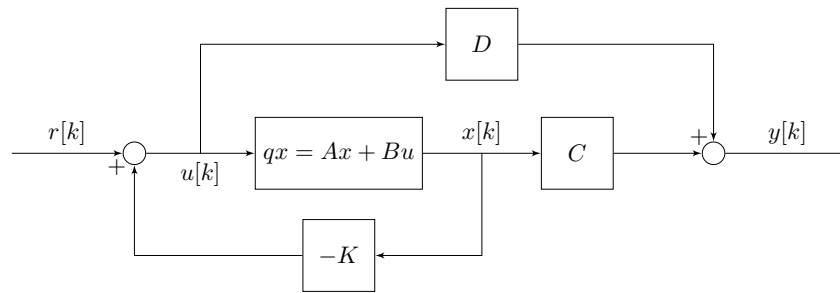 D
r[k]
x[k]
+
y[k]
qx = Ax + Bu
C
+
u[k]
−K